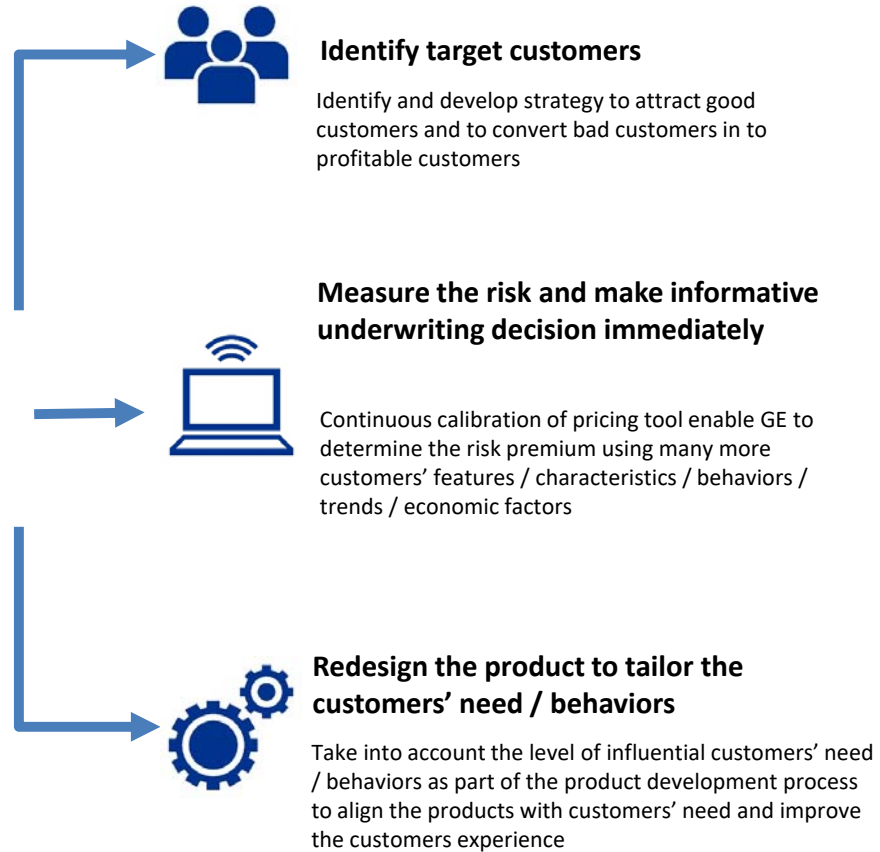 Identify target customers
Identify and develop strategy to attract good
customers and to convert bad customers in to
profitable customers
Measure the risk and make informative
underwriting decision immediately
Continuous calibration of pricing tool enable GE to
determine the risk premium using many more
customers’ features / characteristics / behaviors /
trends / economic factors
Redesign the product to tailor the
customers’ need / behaviors
Take into account the level of influential customers’ need
/ behaviors as part of the product development process
to align the products with customers’ need and improve
the customers experience